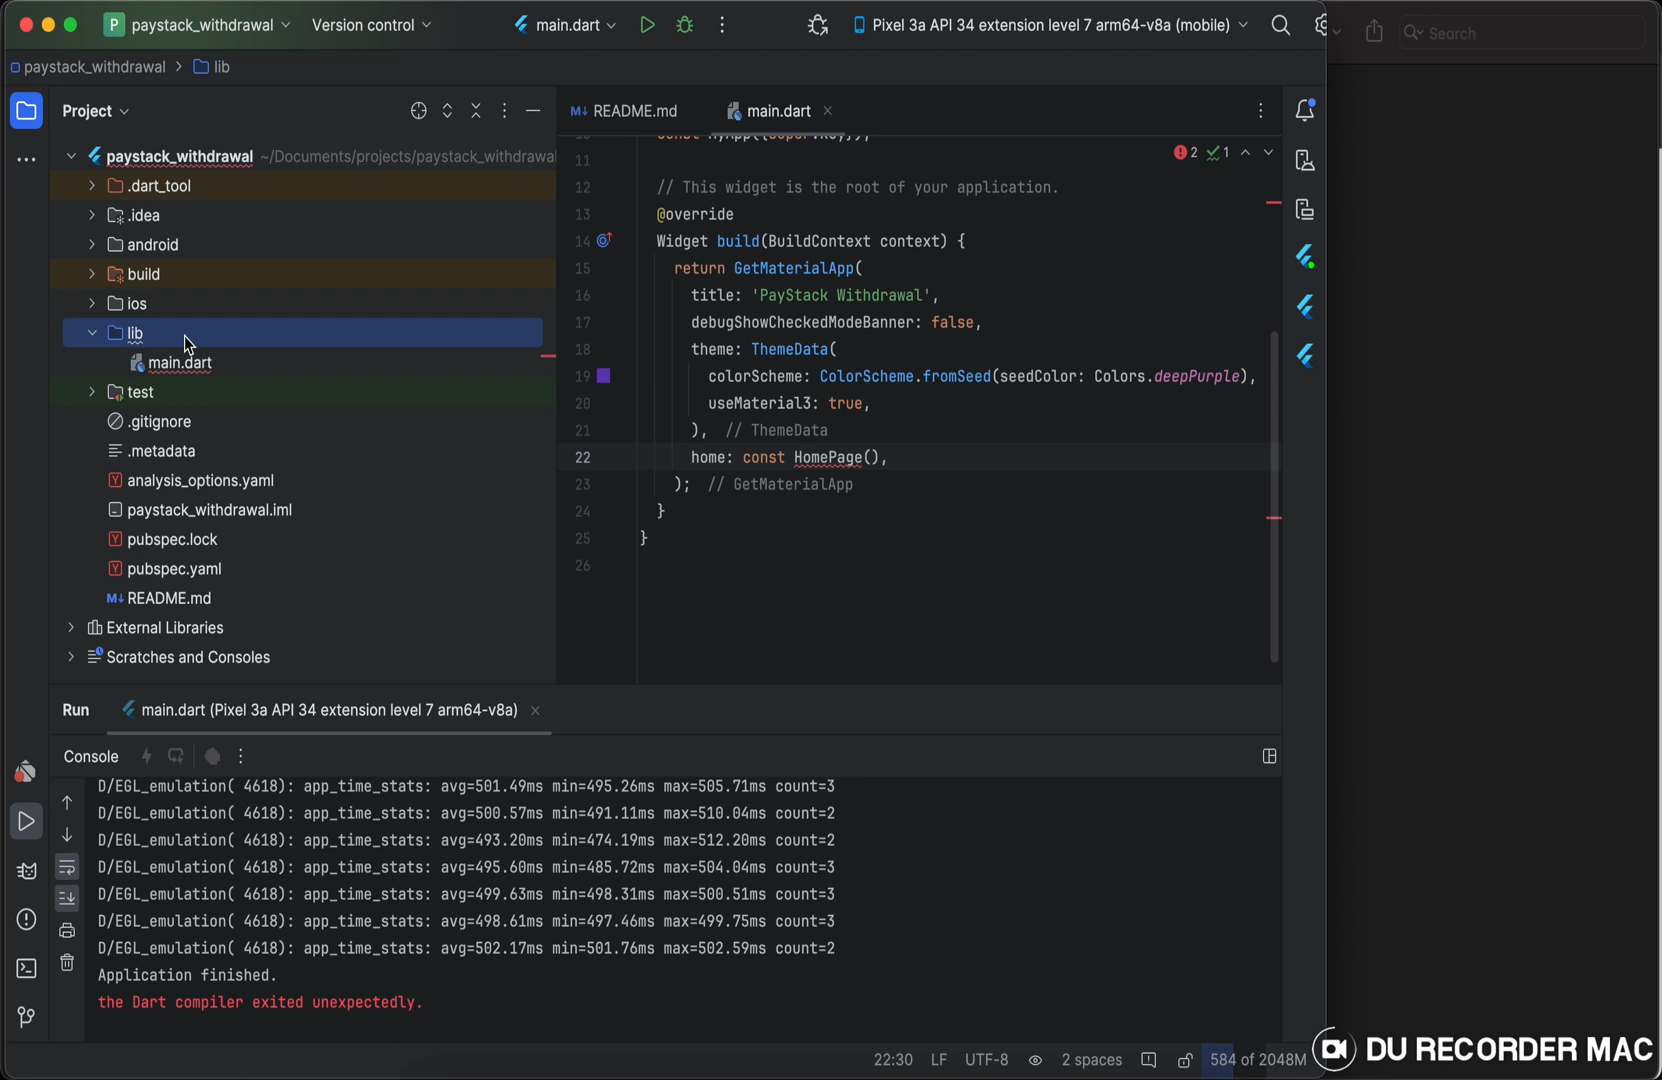 P paystack_withdrawal Version control main.dart Pixel 3a API 34 extension level 7 arm64-v8a (mobile) Search
paystack_withdrawal > lib
Project
paystack_withdrawal ~/Documents/projects/paystack_withdrawa
.dart_tool
.idea
android
build
ios
lib
main.dart
test
.gitignore
.metadata
analysis_options.yaml
paystack_withdrawal.iml
pubspec.lock
pubspec.yaml
M↓ README.md
External Libraries
Scratches and Consoles
M↓ README.md main.dart
2 1
11
12 // This widget is the root of your application.
13 @override
14 Widget build(BuildContext context) {
15 return GetMaterialApp(
16 title: 'PayStack Withdrawal',
17 debugShowCheckedModeBanner: false,
18 theme: ThemeData(
19 colorScheme: ColorScheme.fromSeed(seedColor: Colors.deepPurple),
20 useMaterial3: true,
21 ), // ThemeData
22 home: const HomePage(),
23 ); // GetMaterialApp
24 }
25 }
26
Run main.dart (Pixel 3a API 34 extension level 7 arm64-v8a)
Console
D/EGL_emulation( 4618): app_time_stats: avg=501.49ms min=495.26ms max=505.71ms count=3
D/EGL_emulation( 4618): app_time_stats: avg=500.57ms min=491.11ms max=510.04ms count=2
D/EGL_emulation( 4618): app_time_stats: avg=493.20ms min=474.19ms max=512.20ms count=2
D/EGL_emulation( 4618): app_time_stats: avg=495.60ms min=485.72ms max=504.04ms count=3
D/EGL_emulation( 4618): app_time_stats: avg=499.63ms min=498.31ms max=500.51ms count=3
D/EGL_emulation( 4618): app_time_stats: avg=498.61ms min=497.46ms max=499.75ms count=3
D/EGL_emulation( 4618): app_time_stats: avg=502.17ms min=501.76ms max=502.59ms count=2
Application finished.
the Dart compiler exited unexpectedly.
22:30 LF UTF-8 2 spaces 584 of 2048M
DU RECORDER MAC